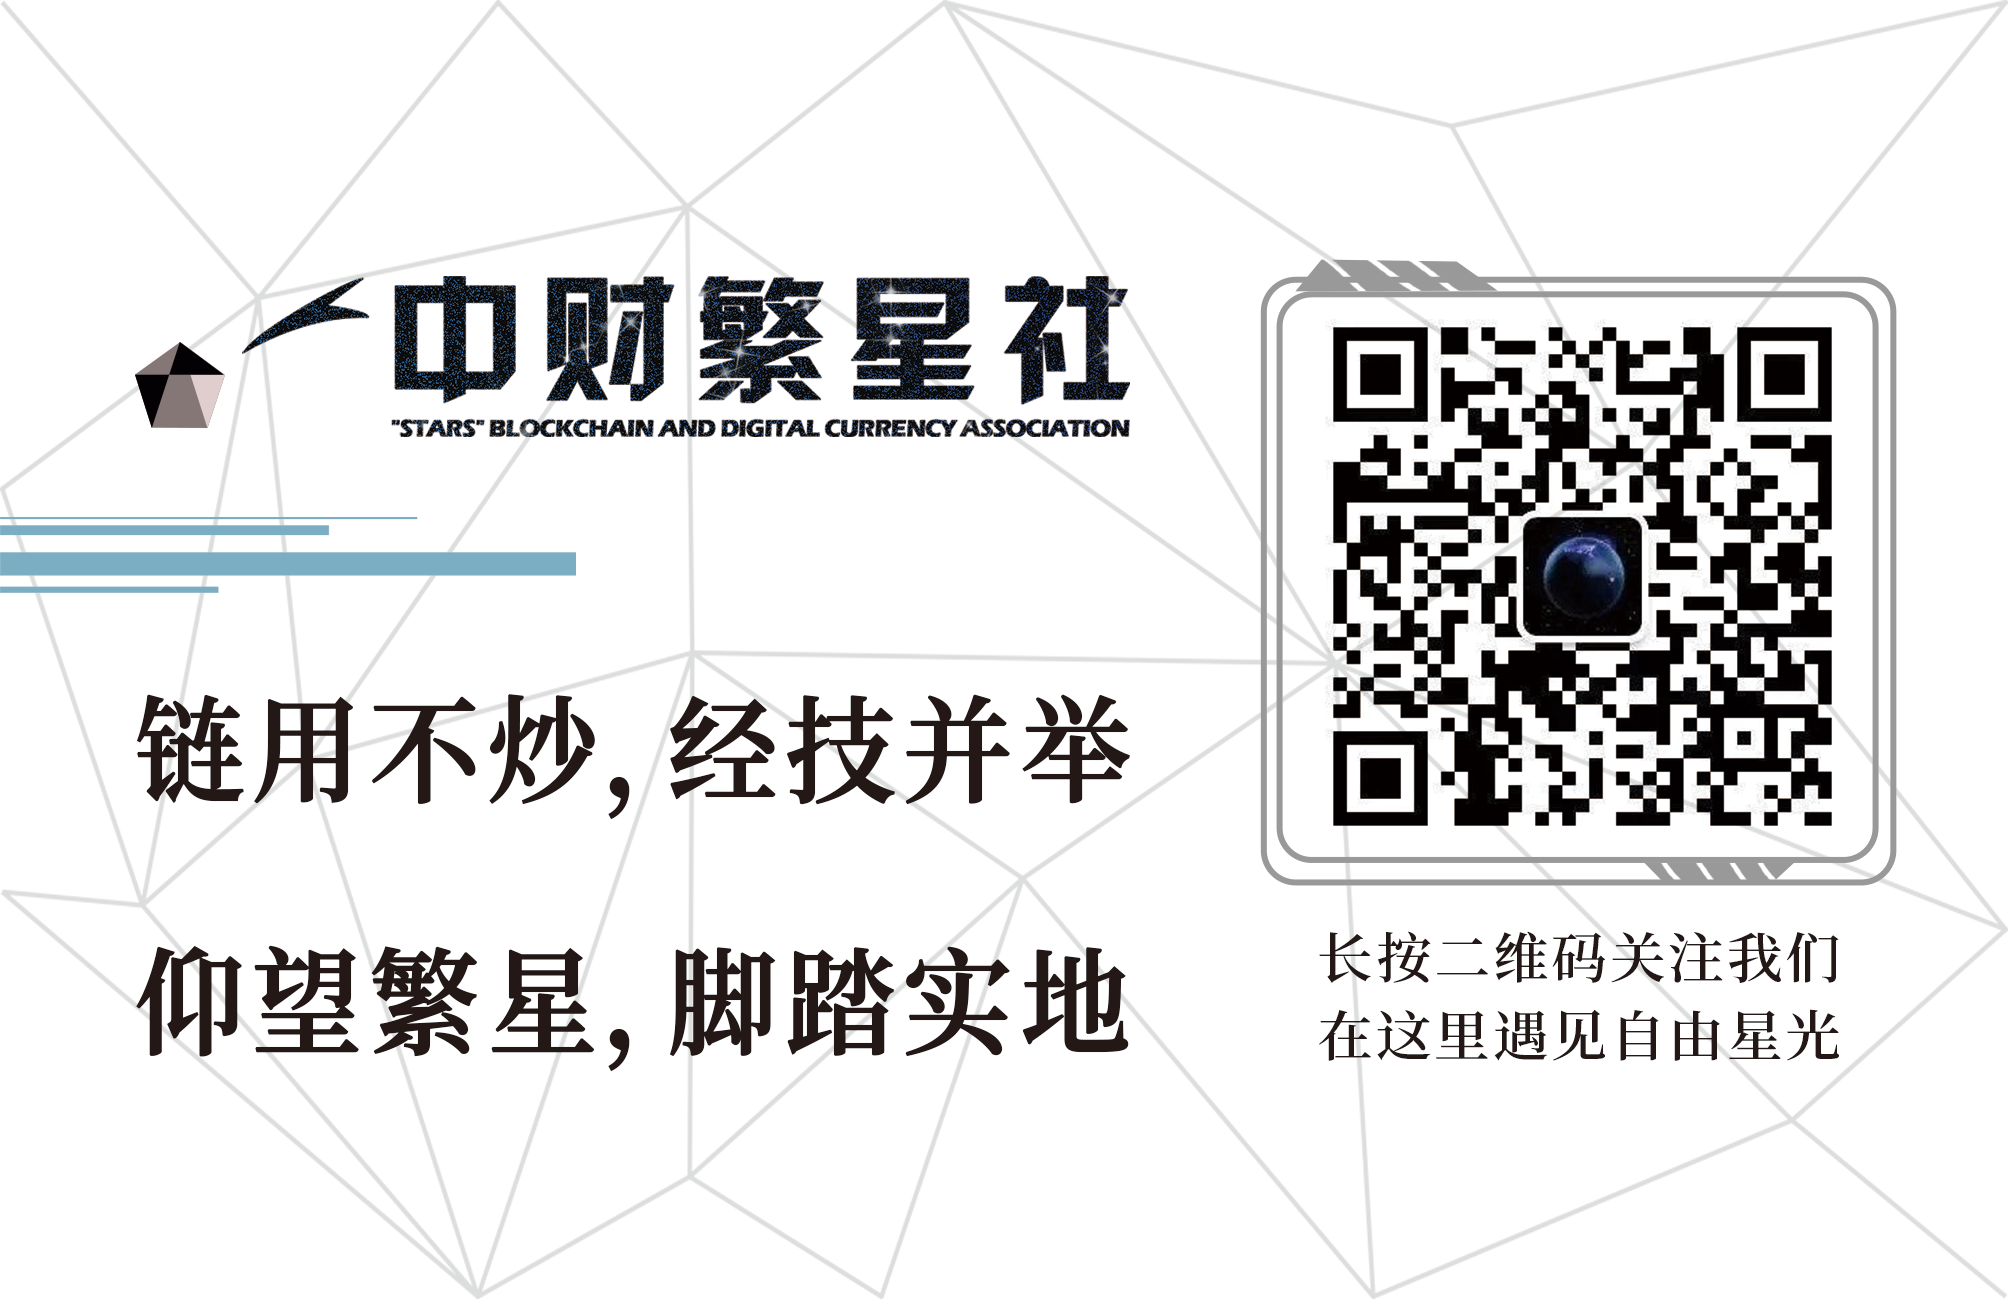 中财繁星社
"STARS" BLOCKCHAIN AND DIGITAL CURRENCY ASSOCIATION
链用不炒,经技并举
仰望繁星,脚踏实地
长按二维码关注我们
在这里遇见自由星光